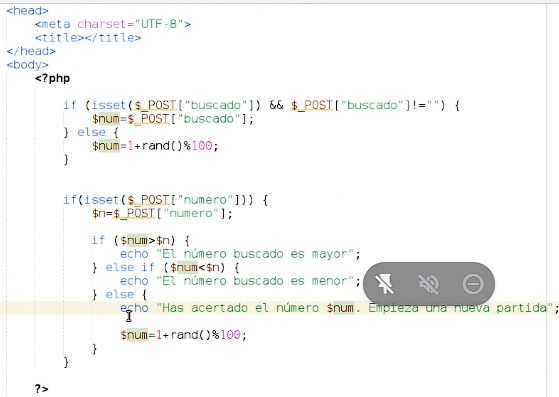 <head>
<meta charset="UTF-8">
<title></title>
</head>
<body>
<?php
if (isset($_POST["buscado"]) && $_POST["buscado"]!="") {
$num=$_POST["buscado"];
} else {
$num=1+rand()%100;
}
if(isset($_POST["numero"])) {
$n=$_POST["numero"];
if ($num>$n) {
echo "El número buscado es mayor";
} else if ($num<$n) {
echo "El número buscado es menor";
} else {
echo "Has acertado el número $num. Empieza una nueva partida";
$num=1+rand()%100;
}
}
?>